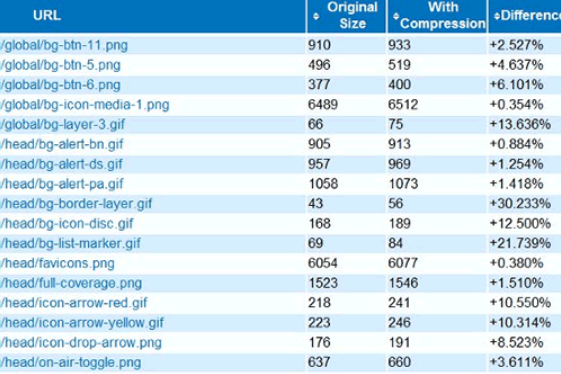 URL Original Size With Compression Difference
/global/bg-btn-11.png 910 933 +2.527%
/global/bg-btn-5.png 496 519 +4.637%
/global/bg-btn-6.png 377 400 +6.101%
/global/bg-icon-media-1.png 6489 6512 +0.354%
/global/bg-layer-3.gif 66 75 +13.636%
/head/bg-alert-bn.gif 905 913 +0.884%
/head/bg-alert-ds.gif 957 969 +1.254%
/head/bg-alert-pa.gif 1058 1073 +1.418%
/head/bg-border-layer.gif 43 56 +30.233%
/head/bg-icon-disc.gif 168 189 +12.500%
/head/bg-list-marker.gif 69 84 +21.739%
/head/favicons.png 6054 6077 +0.380%
/head/full-coverage.png 1523 1546 +1.510%
/head/icon-arrow-red.gif 218 241 +10.550%
/head/icon-arrow-yellow.gif 223 246 +10.314%
/head/icon-drop-arrow.png 176 191 +8.523%
/head/on-air-toggle.png 637 660 +3.611%